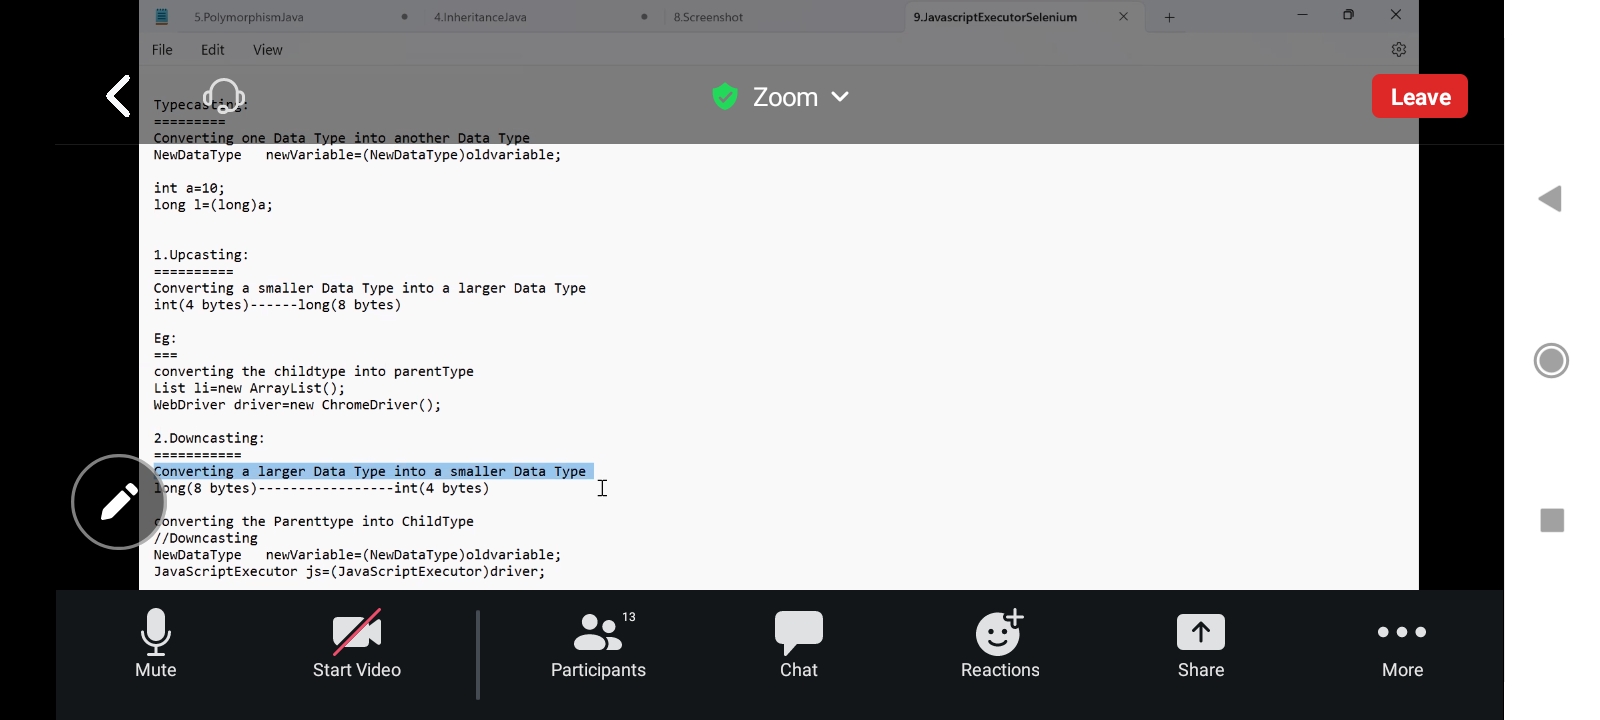 5.PolymorphismJava
4.InheritanceJava
8.Screenshot
9.JavascriptExecutorSelenium
File Edit View
Zoom
Leave
Typecasting:
=========
Converting one Data Type into another Data Type
NewDataType   newVariable=(NewDataType)oldvariable;
int a=10;
long l=(long)a;
1.Upcasting:
==========
Converting a smaller Data Type into a larger Data Type
int(4 bytes)------long(8 bytes)
Eg:
===
converting the childtype into parentType
List li=new ArrayList();
WebDriver driver=new ChromeDriver();
2.Downcasting:
===========
Converting a larger Data Type into a smaller Data Type
long(8 bytes)-----------------int(4 bytes)
converting the Parenttype into ChildType
//Downcasting
NewDataType   newVariable=(NewDataType)oldvariable;
JavaScriptExecutor js=(JavaScriptExecutor)driver;
13
Mute
Start Video
Participants
Chat
Reactions
Share
More